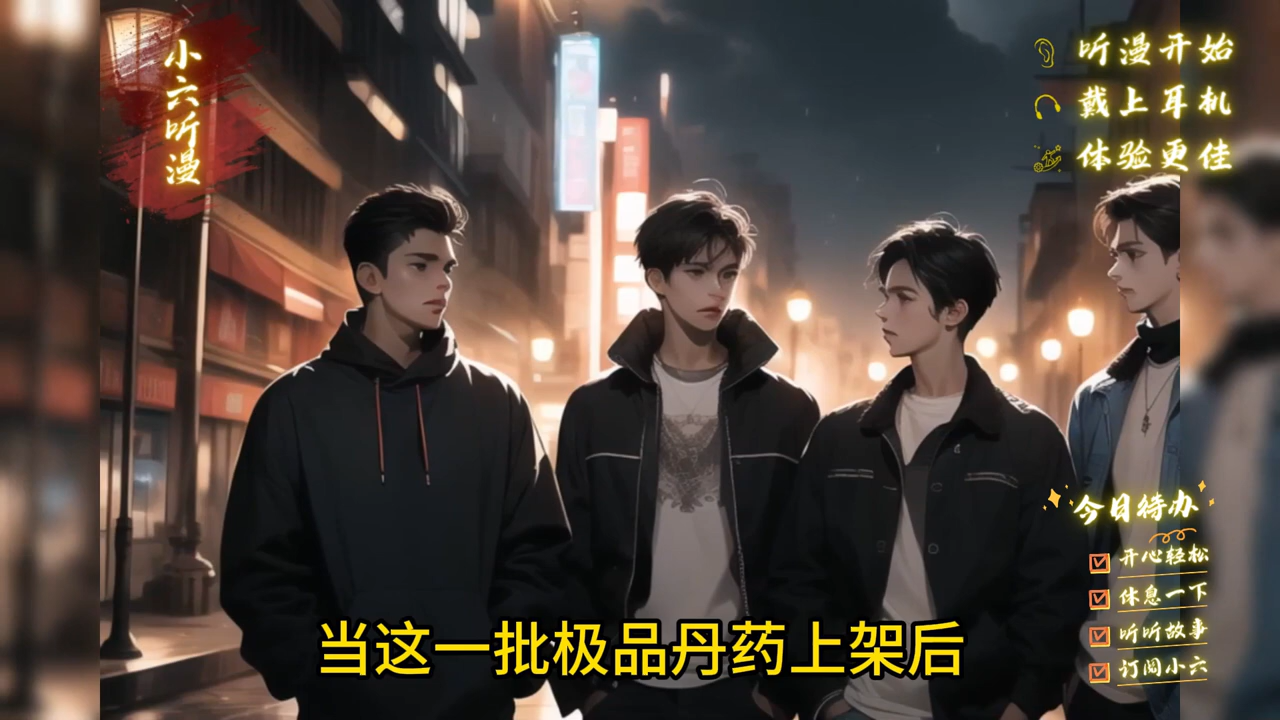 小六听漫
听漫开始
戴上耳机
体验更佳
今日待办
开心轻松
休息一下
听听故事
订阅小六
当这一批极品丹药上架后